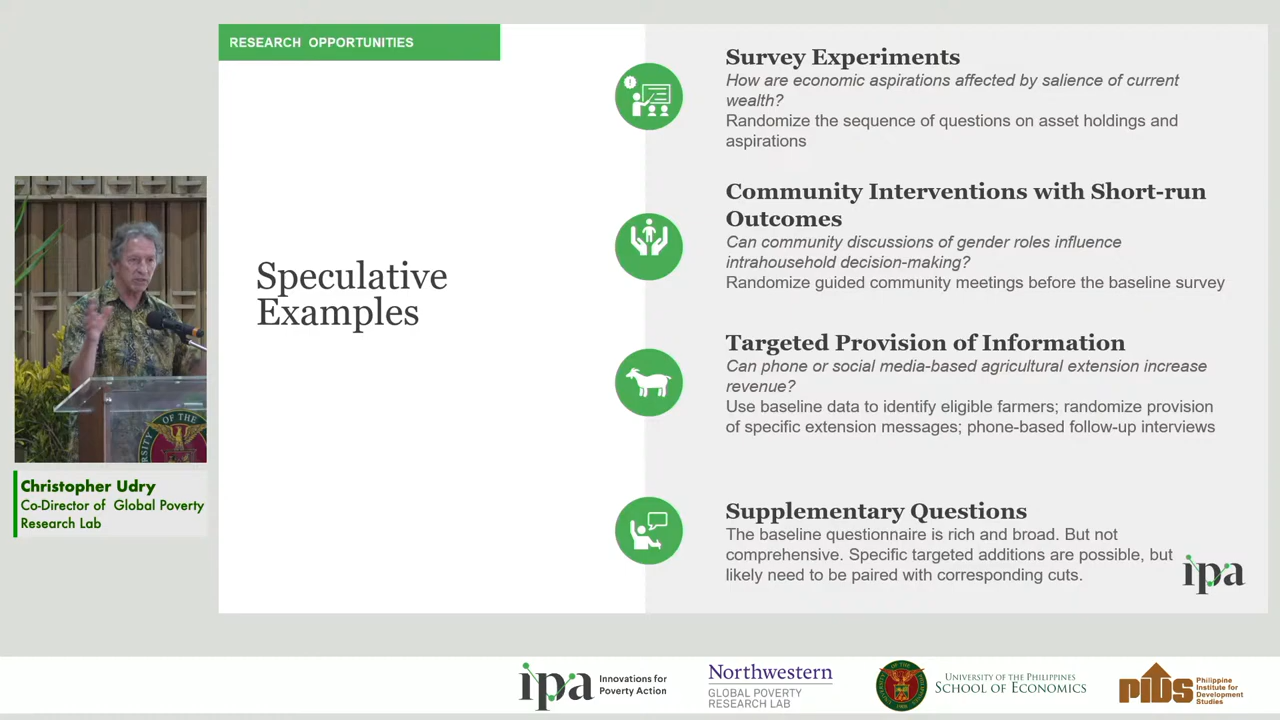 RESEARCH OPPORTUNITIES
Speculative
Examples
Survey Experiments
How are economic aspirations affected by salience of current
wealth?
Randomize the sequence of questions on asset holdings and
aspirations
Community Interventions with Short-run
Outcomes
Can community discussions of gender roles influence
intrahousehold decision-making?
Randomize guided community meetings before the baseline survey
Targeted Provision of Information
Can phone or social media-based agricultural extension increase
revenue?
Use baseline data to identify eligible farmers; randomize provision
of specific extension messages; phone-based follow-up interviews
Supplementary Questions
The baseline questionnaire is rich and broad. But not
comprehensive. Specific targeted additions are possible, but
likely need to be paired with corresponding cuts.
ipa
OF THE
Christopher Udry
Co-Director of Global Poverty
Research Lab
ipa
Innovations for
Poverty Action
Northwestern
GLOBAL POVERTY
RESEARCH LAB
UNIVERSITY OF THE PHILIPPINES
SCHOOL OF ECONOMICS
PIDS
Philippine
Institute for
Development
Studies